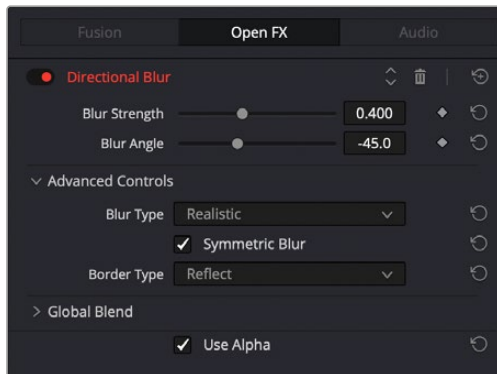 Fusion Open FX Audio
Directional Blur
Blur Strength 0.400
Blur Angle -45.0
Advanced Controls
Blur Type Realistic
Symmetric Blur
Border Type Reflect
Global Blend
Use Alpha